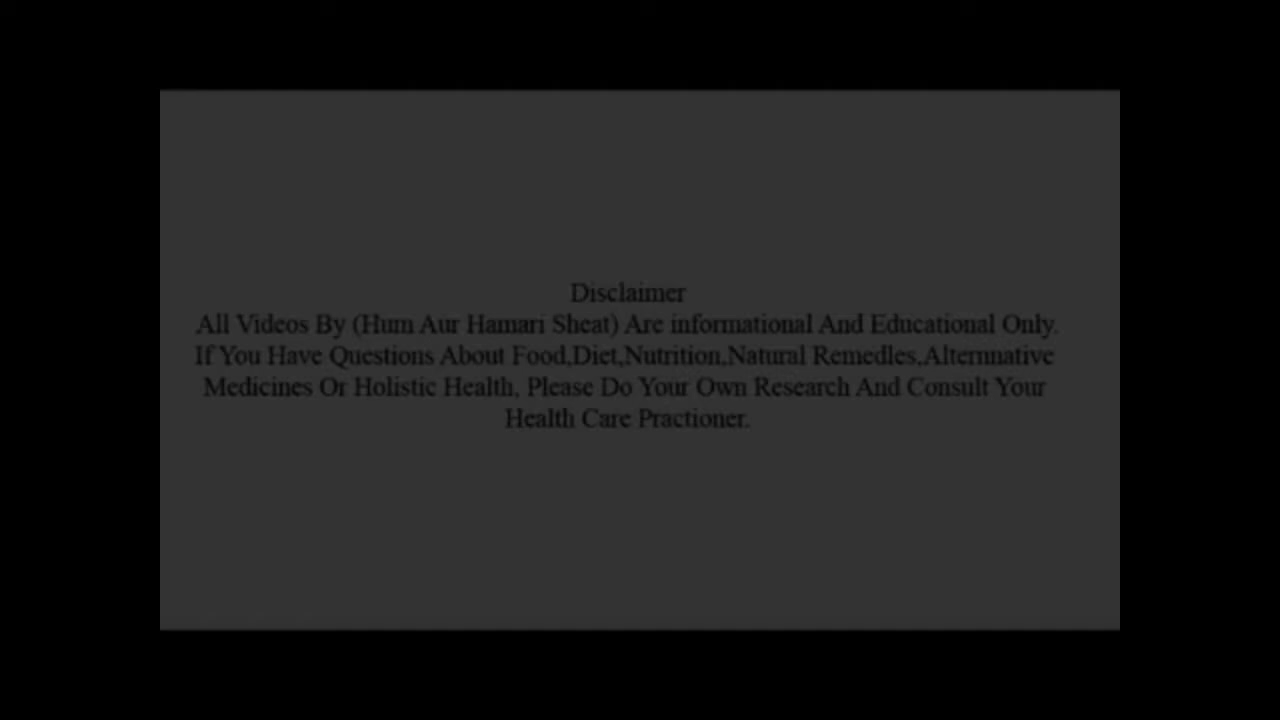 Disclaimer
All Videos By (Hum Aur Hamari Sheat) Are informational And Educational Only.
If You Have Questions About Food,Diet,Nutrition,Natural Remedles,Alternnative
Medicines Or Holistic Health, Please Do Your Own Research And Consult Your
Health Care Practioner.